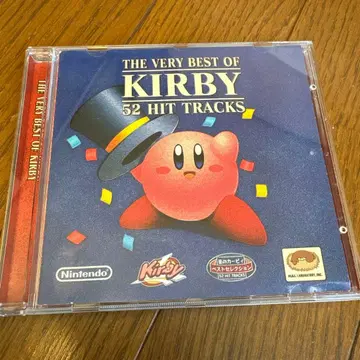 THE VERY BEST OF
KIRBY
52 HIT TRACKS
THE VERY BEST OF KIRBY
Nintendo
Kirby
星のカービィ
ベストセレクション
52 HIT TRACKS
HAL LABORATORY, INC.